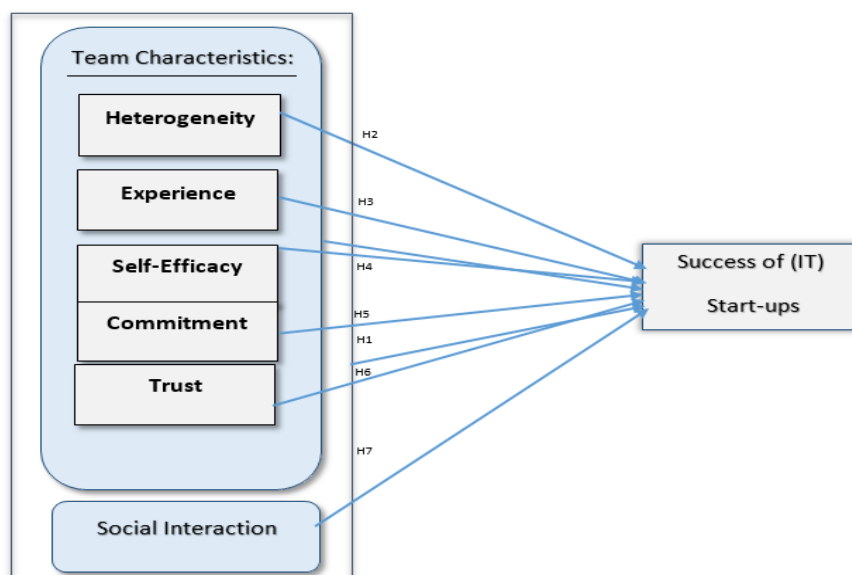 Team Characteristics:
Heterogeneity
Experience
Self-Efficacy
Commitment
Trust
Social Interaction
H2
H3
H4
H5
H1
H6
H7
Success of (IT)
Start-ups